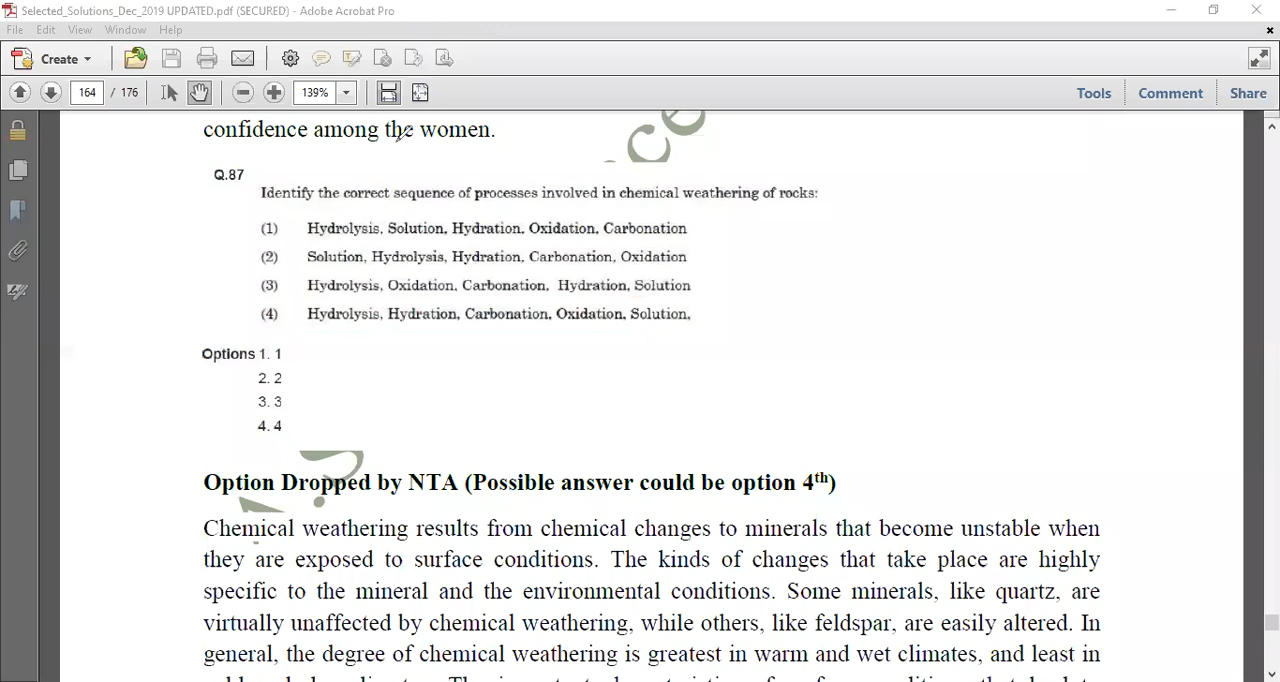 Selected_Solutions_Dec_2019 UPDATED.pdf (SECURED) - Adobe Acrobat Pro
File Edit View Window Help
Create
164 / 176 139% Tools Comment Share
confidence among the women.
Q.87
Identify the correct sequence of processes involved in chemical weathering of rocks:
(1) Hydrolysis, Solution, Hydration, Oxidation, Carbonation
(2) Solution, Hydrolysis, Hydration, Carbonation, Oxidation
(3) Hydrolysis, Oxidation, Carbonation, Hydration, Solution
(4) Hydrolysis, Hydration, Carbonation, Oxidation, Solution,
Options 1. 1
2. 2
3. 3
4. 4
Option Dropped by NTA (Possible answer could be option 4th)
Chemical weathering results from chemical changes to minerals that become unstable when
they are exposed to surface conditions. The kinds of changes that take place are highly
specific to the mineral and the environmental conditions. Some minerals, like quartz, are
virtually unaffected by chemical weathering, while others, like feldspar, are easily altered. In
general, the degree of chemical weathering is greatest in warm and wet climates, and least in